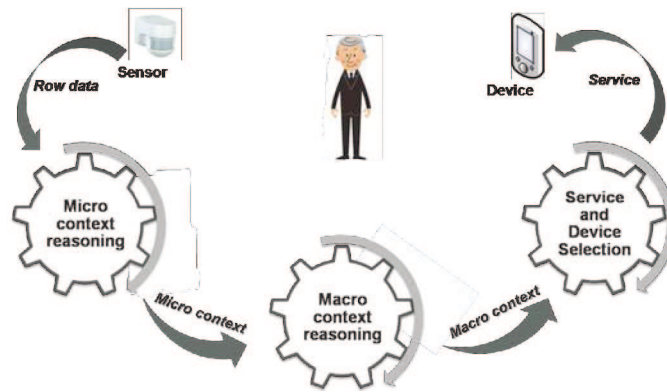 Sensor
Row data
Device
Service
Micro
context
reasoning
Service
and
Device
Selection
Micro context
Macro
context
reasoning
Macro context